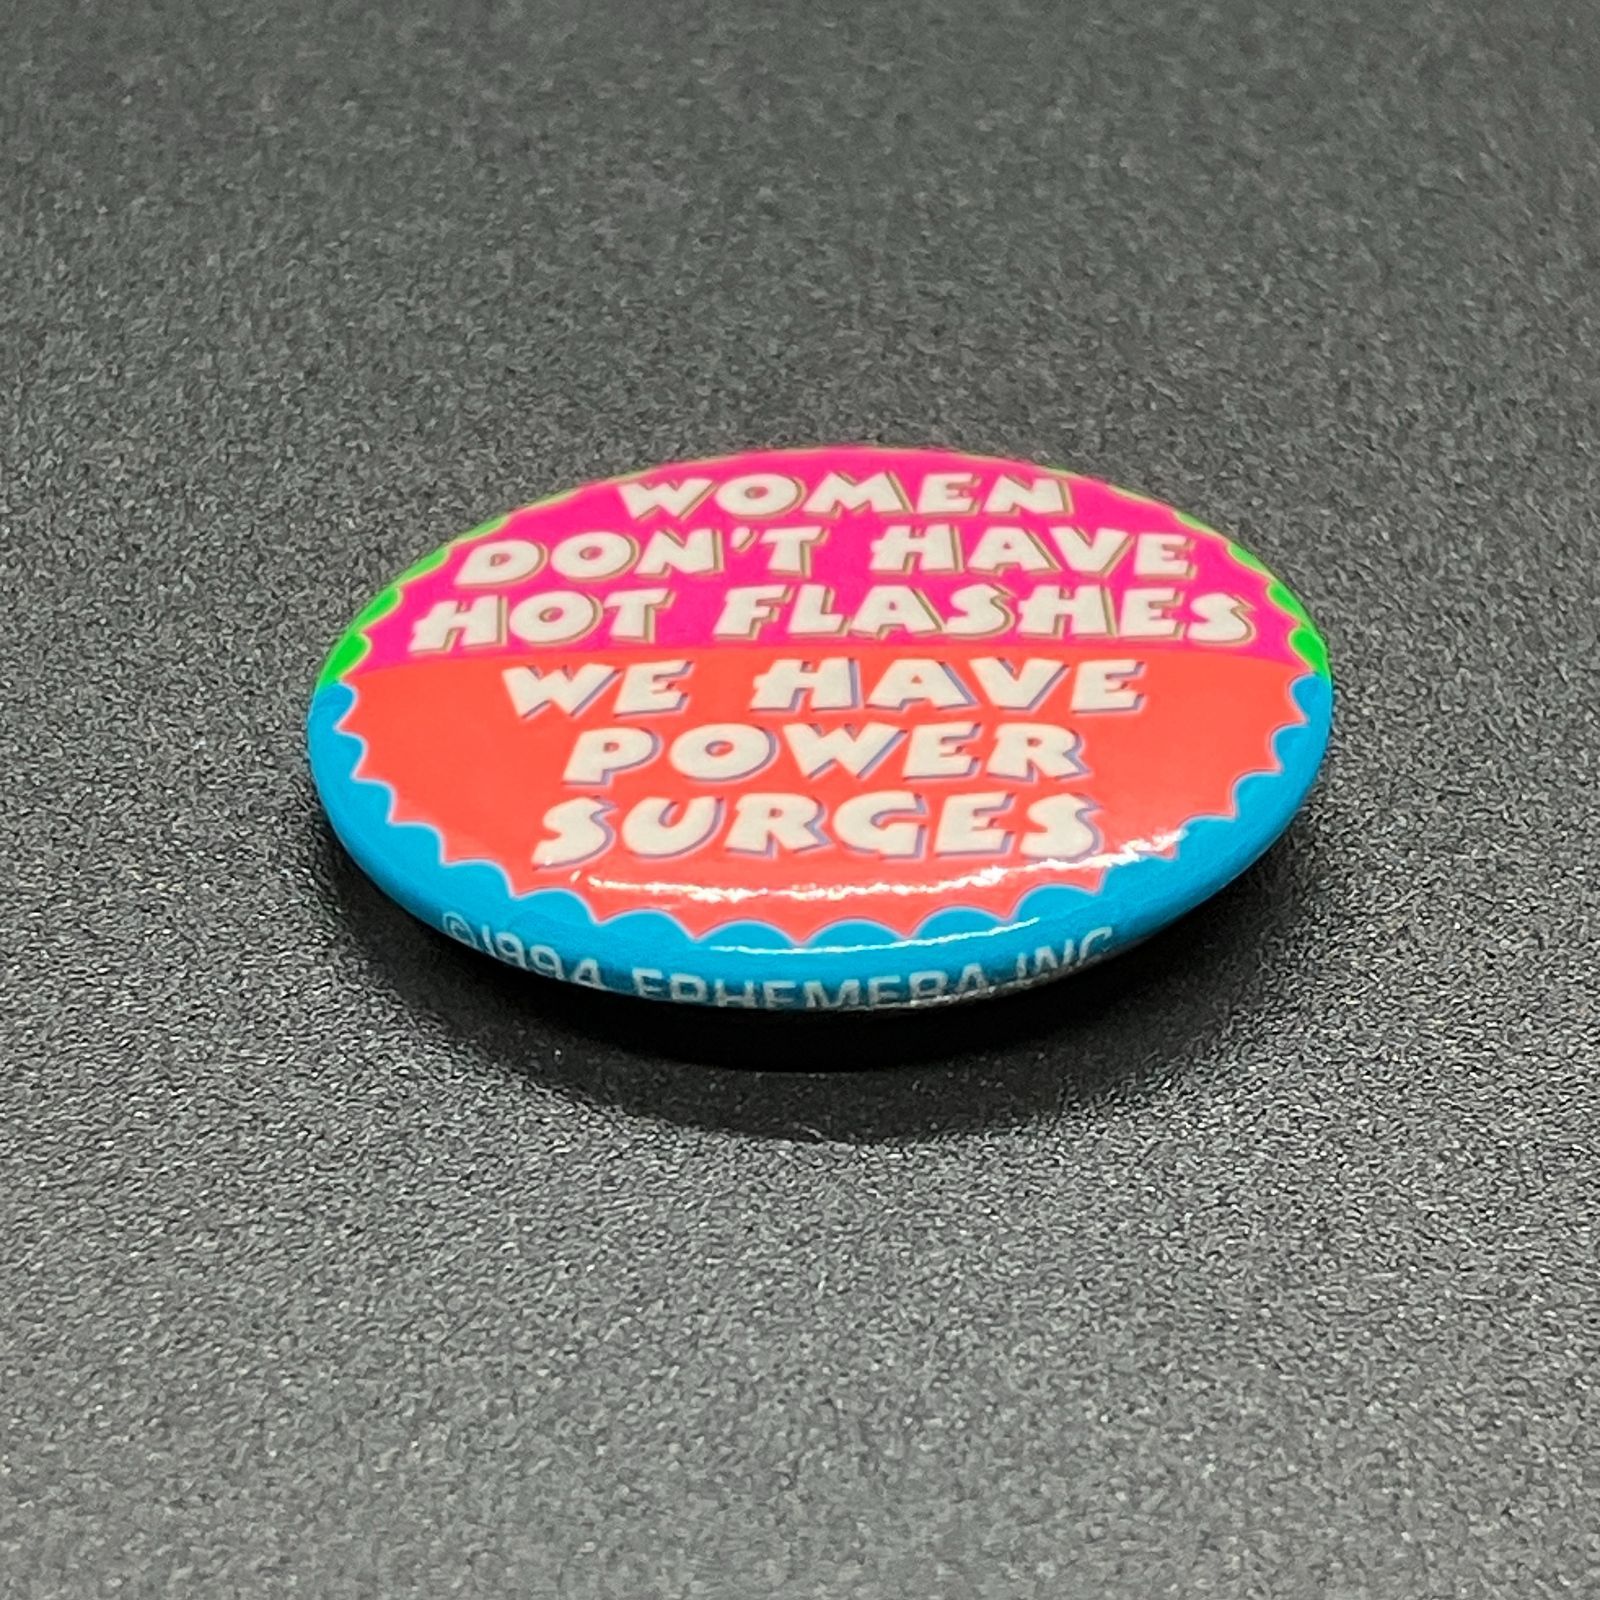 WOMEN
DON'T HAVE
HOT FLASHES
WE HAVE
POWER
SURGES
©1994 EPHEMERA, INC.